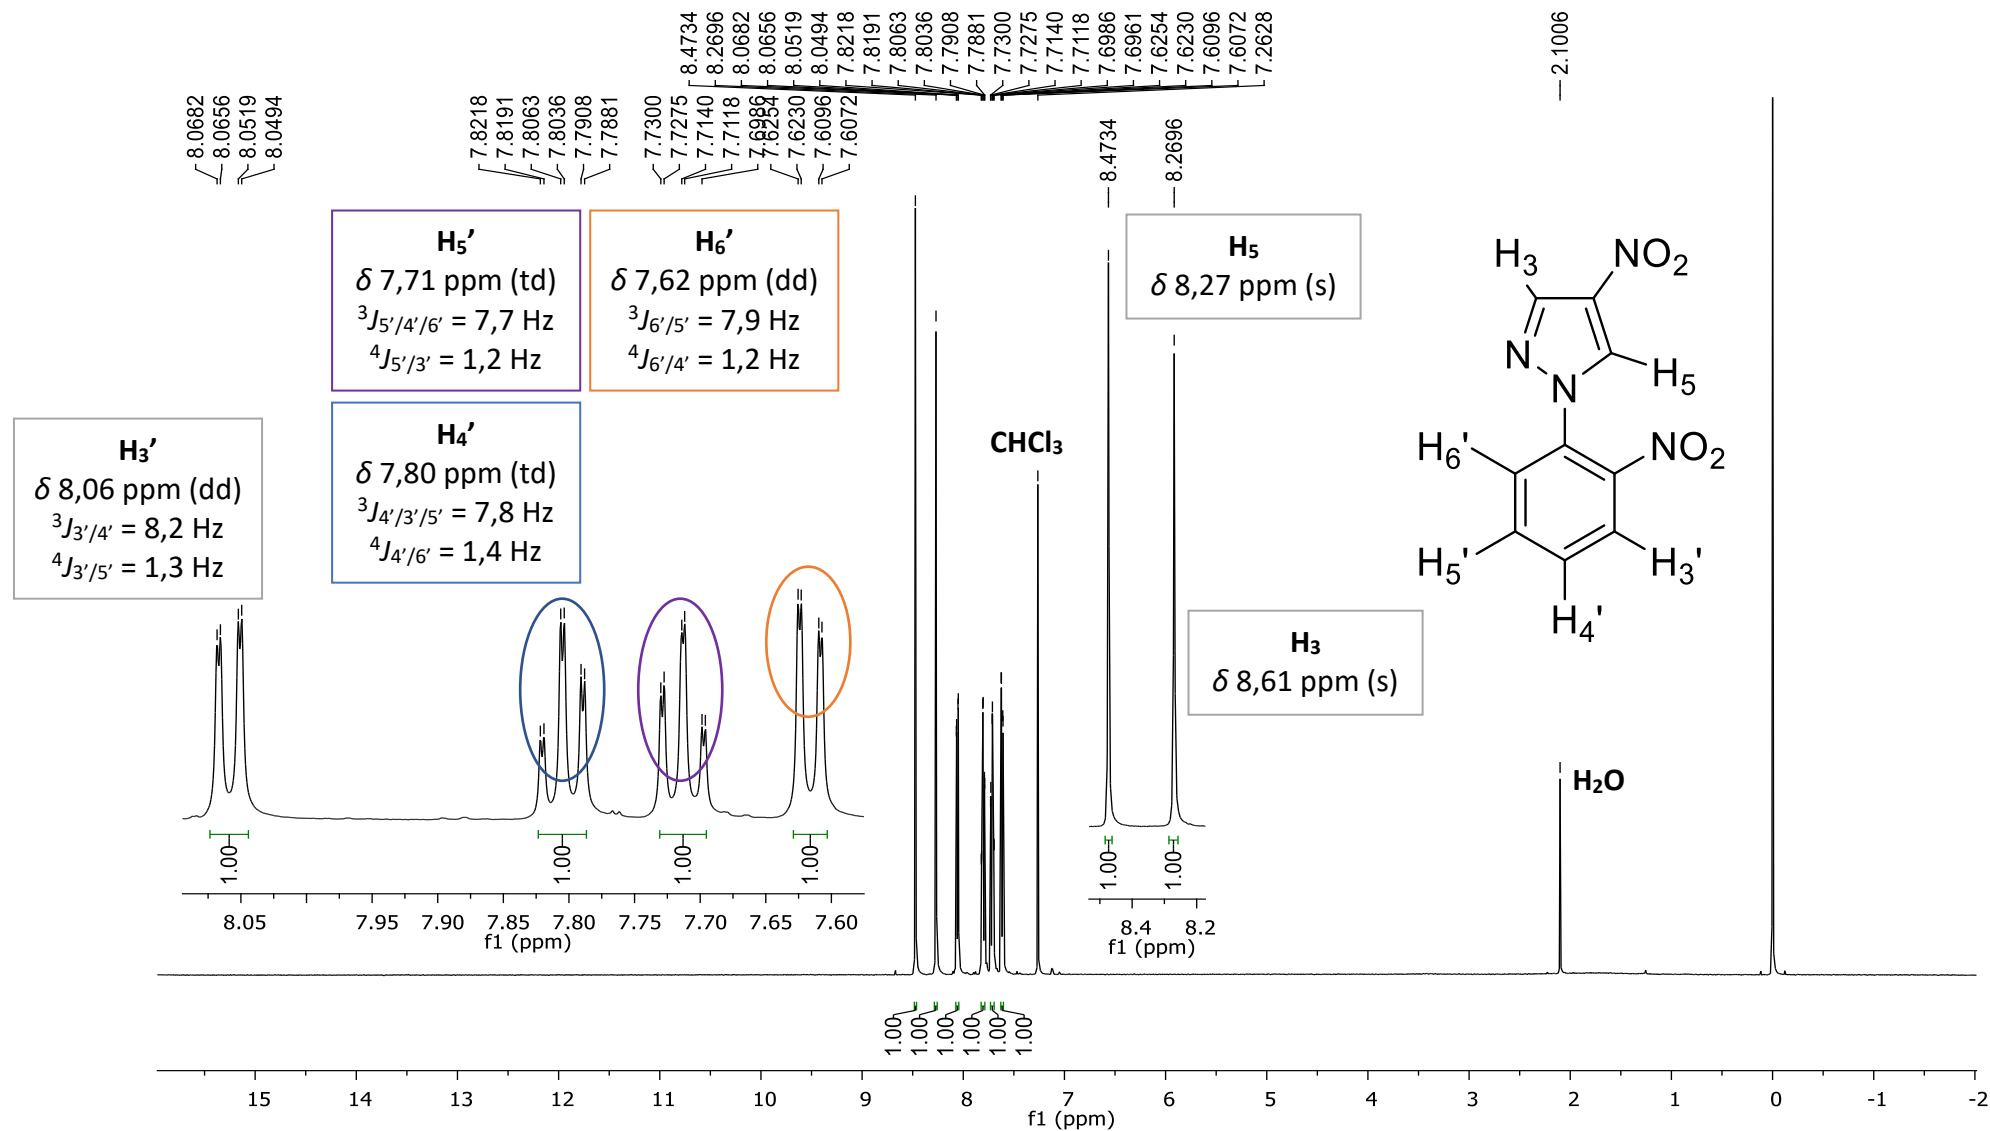 8.4734
8.2696
8.0682
8.0656
8.0519
8.0494
7.8218
7.8191
7.8063
7.8036
7.7908
7.7881
7.7300
7.7275
7.7140
7.7118
7.6986
7.6961
7.6254
7.6230
7.6096
7.6072
7.2628
2.1006
8.0682
8.0656
8.0519
8.0494
7.8218
7.8191
7.8063
7.8036
7.7908
7.7881
7.7300
7.7275
7.7140
7.7118
7.6986
7.6254
7.6230
7.6096
7.6072
8.4734
8.2696
H5’
δ 7,71 ppm (td)
3J5’/4’/6’ = 7,7 Hz
4J5’/3’ = 1,2 Hz
H6’
δ 7,62 ppm (dd)
3J6’/5’ = 7,9 Hz
4J6’/4’ = 1,2 Hz
H5
δ 8,27 ppm (s)
H3
NO2
N
N
H5
H6'
NO2
H5'
H3'
H4'
H3’
δ 8,06 ppm (dd)
3J3’/4’ = 8,2 Hz
4J3’/5’ = 1,3 Hz
H4’
δ 7,80 ppm (td)
3J4’/3’/5’ = 7,8 Hz
4J4’/6’ = 1,4 Hz
CHCl3
H3
δ 8,61 ppm (s)
H2O
1.00
1.00
1.00
1.00
1.00
1.00
8.05 7.95 7.90 7.85 7.80 7.75 7.70 7.65 7.60
f1 (ppm)
8.4 8.2
f1 (ppm)
1.00
1.00
1.00
1.00
1.00
1.00
15 14 13 12 11 10 9 8 7 6 5 4 3 2 1 0 -1 -2
f1 (ppm)